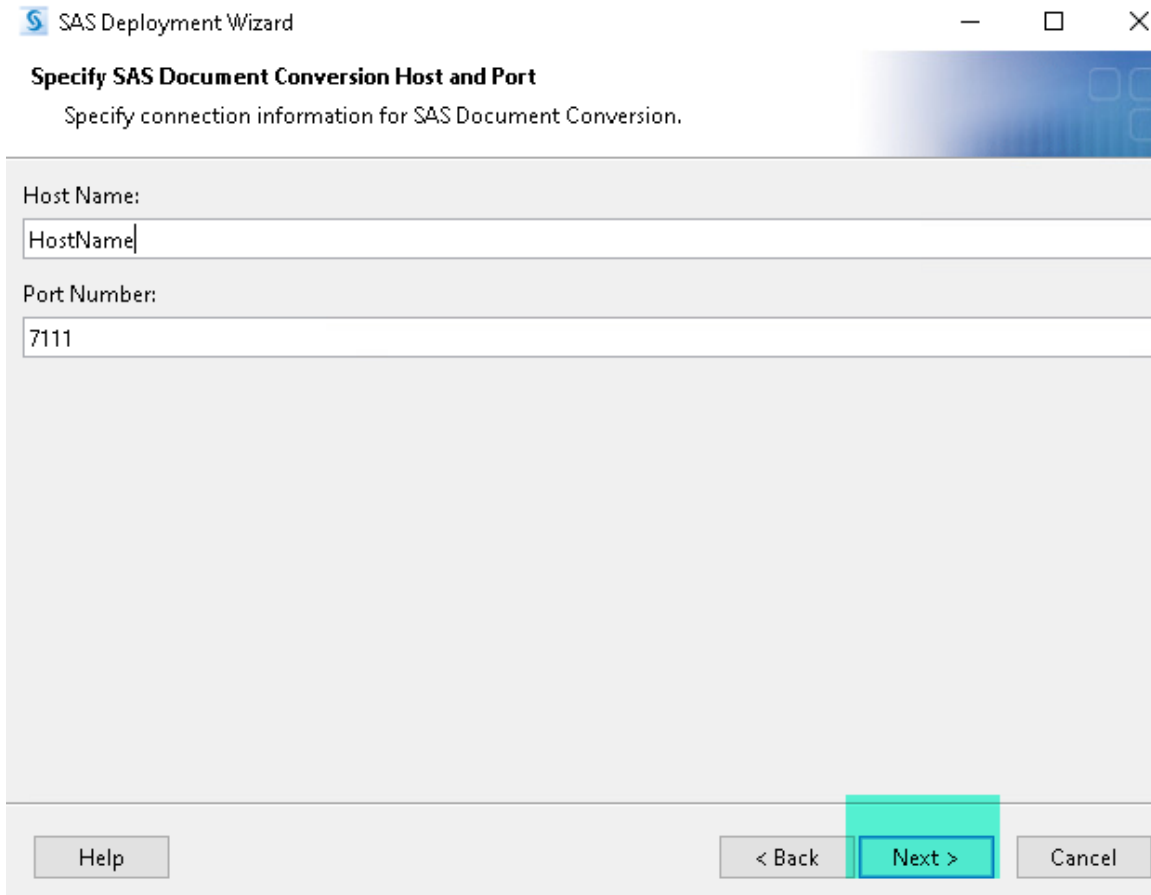 SAS Deployment Wizard
Specify SAS Document Conversion Host and Port
Specify connection information for SAS Document Conversion.
Host Name:
HostName
Port Number:
7111
Help
< Back
Next >
Cancel